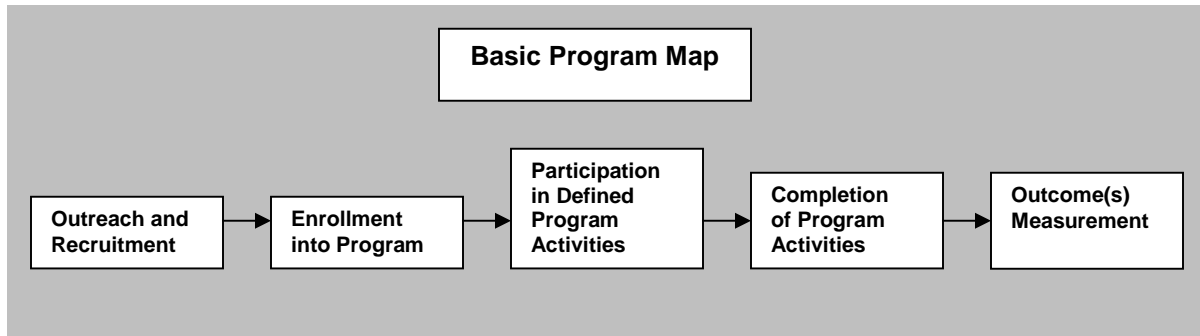 Basic Program Map
Outreach and
Recruitment
Enrollment
into Program
Participation
in Defined
Program
Activities
Completion
of Program
Activities
Outcome(s)
Measurement